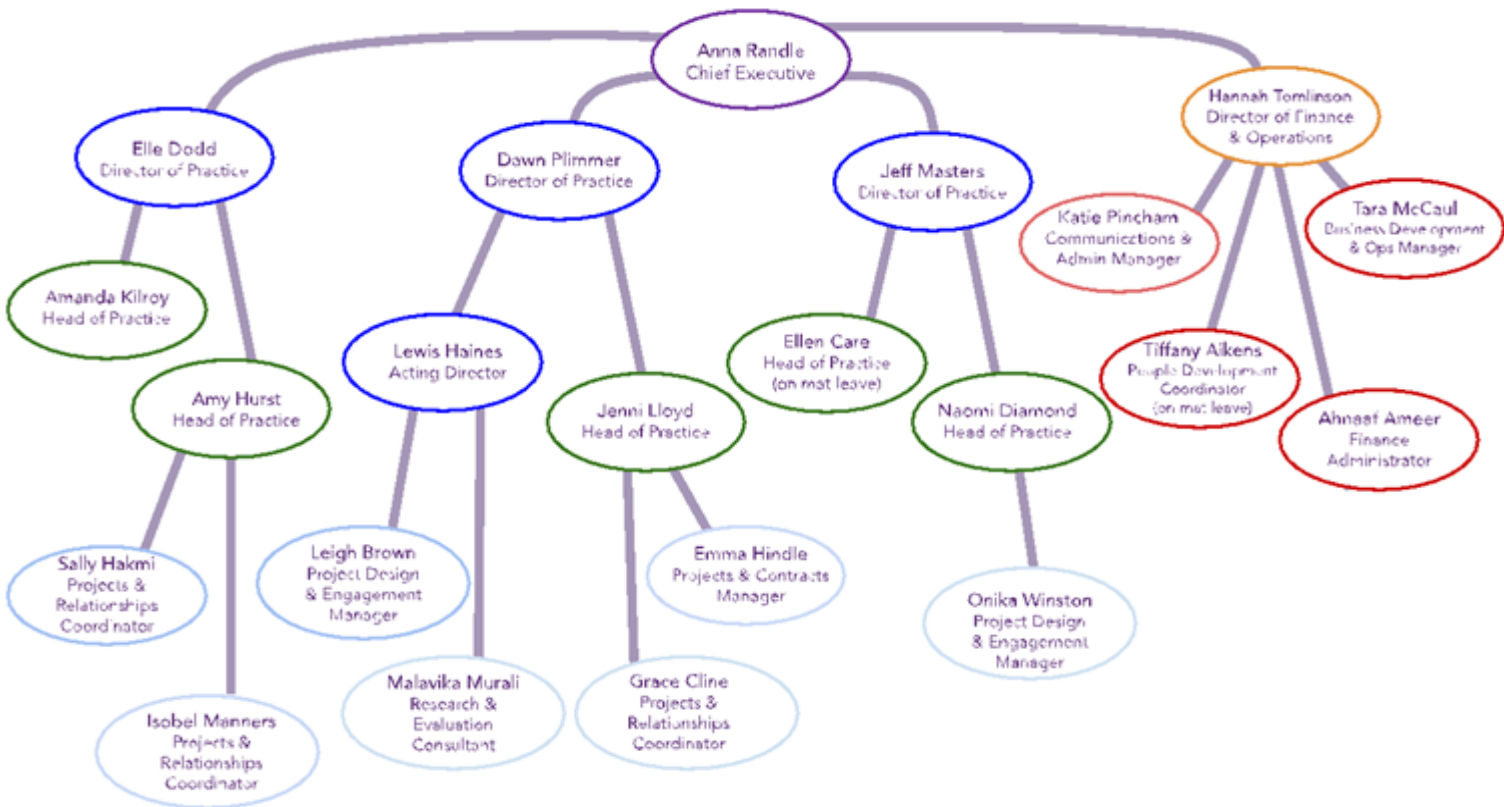 Anna Randle
Chief Executive
Hannah Tomlinson
Director of Finance
& Operations
Elle Dodd
Director of Practice
Dawn Plimmer
Director of Practice
Jeff Masters
Director of Practice
Katie Pincham
Communications &
Admin Manager
Tara McCaul
Business Development
& Ops Manager
Amanda Kilroy
Head of Practice
Lewis Haines
Acting Director
Ellen Care
Head of Practice
(on mat leave)
Tiffany Aikens
People Development
Coordinator
(on mat leave)
Amy Hurst
Head of Practice
Jenni Lloyd
Head of Practice
Naomi Diamond
Head of Practice
Ahnaaf Ameer
Finance
Administrator
Sally Hakmi
Projects &
Relationships
Coordinator
Leigh Brown
Project Design
& Engagement
Manager
Emma Hindle
Projects & Contracts
Manager
Onika Winston
Project Design
& Engagement
Manager
Isobel Manners
Projects &
Relationships
Coordinator
Malavika Murali
Research &
Evaluation
Consultant
Grace Cline
Projects &
Relationships
Coordinator